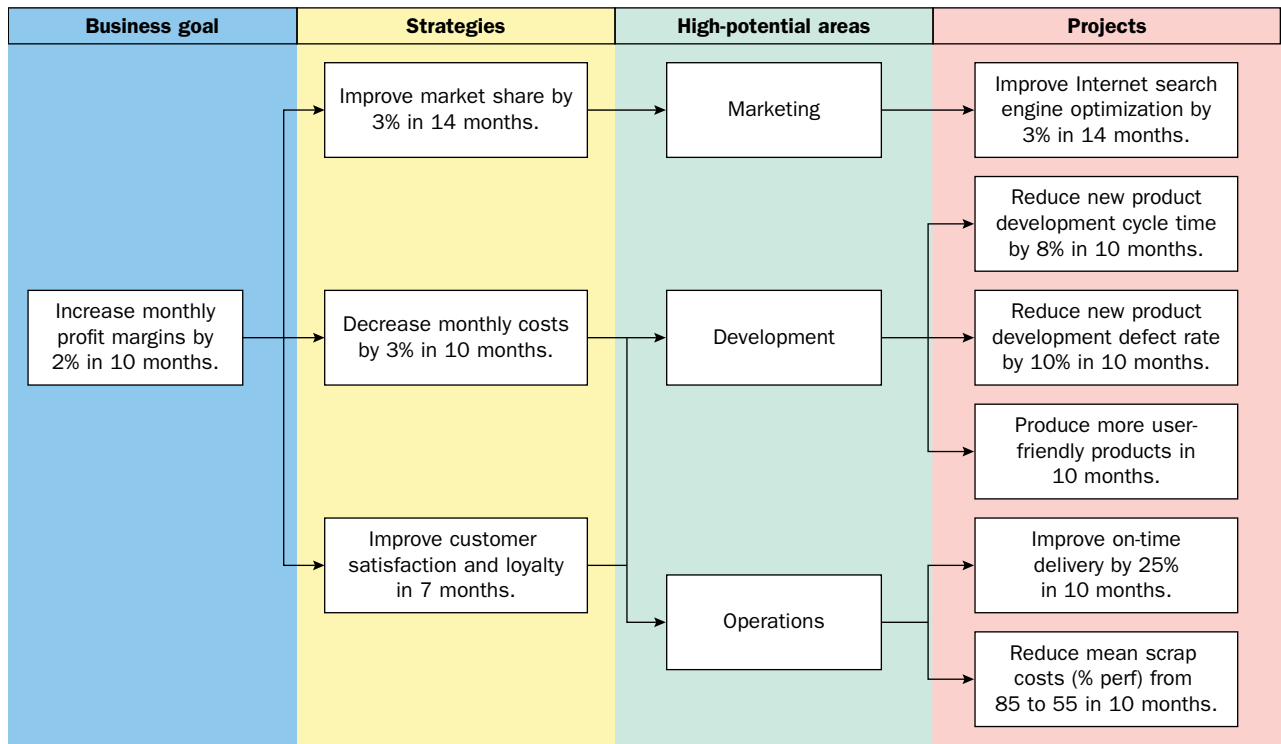 Business goal
Strategies
High-potential areas
Projects
Increase monthly
profit margins by
2% in 10 months.
Improve market share by
3% in 14 months.
Decrease monthly costs
by 3% in 10 months.
Improve customer
satisfaction and loyalty
in 7 months.
Marketing
Development
Operations
Improve Internet search
engine optimization by
3% in 14 months.
Reduce new product
development cycle time
by 8% in 10 months.
Reduce new product
development defect rate
by 10% in 10 months.
Produce more user-
friendly products in
10 months.
Improve on-time
delivery by 25%
in 10 months.
Reduce mean scrap
costs (% perf) from
85 to 55 in 10 months.